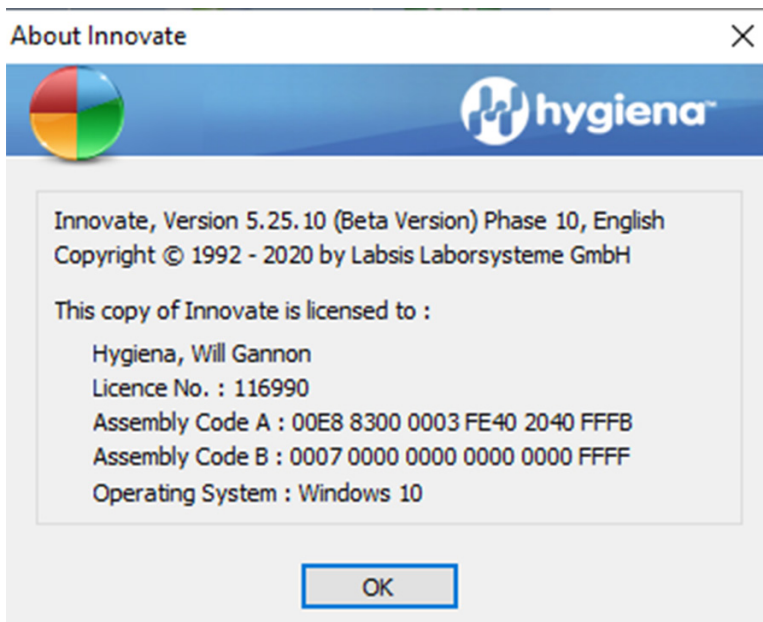 About Innovate
hygiena™
Innovate, Version 5.25.10 (Beta Version) Phase 10, English
Copyright © 1992 - 2020 by Labsis Laborsysteme GmbH
This copy of Innovate is licensed to :
Hygiena, Will Gannon
Licence No. : 116990
Assembly Code A : 00E8 8300 0003 FE40 2040 FFFB
Assembly Code B : 0007 0000 0000 0000 0000 FFFF
Operating System : Windows 10
OK